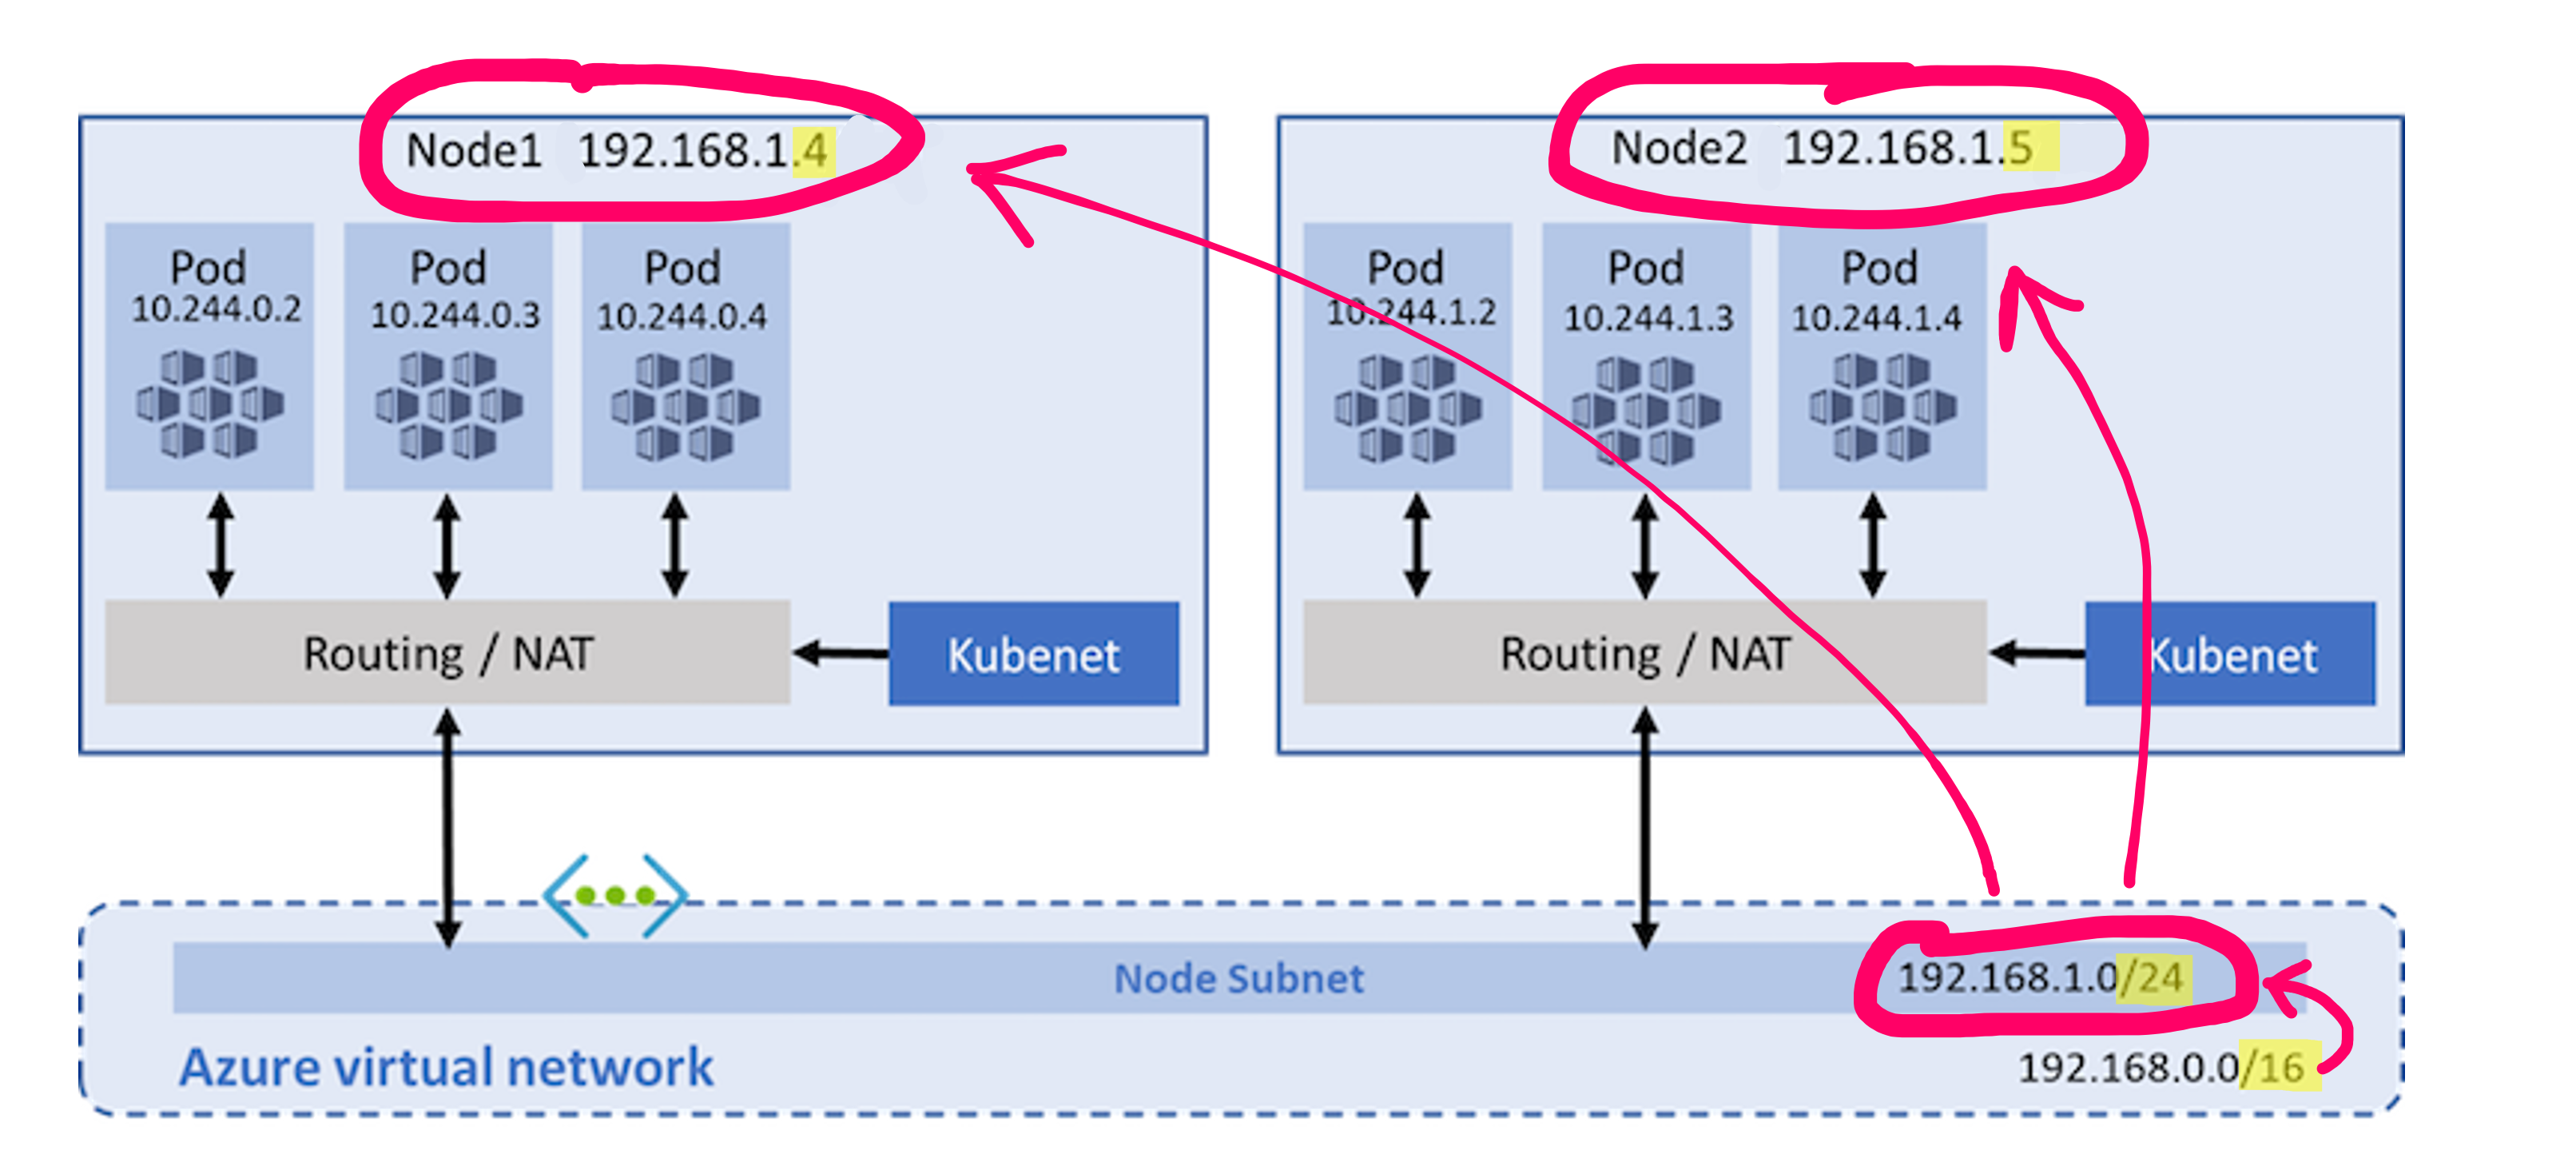 Node1 192.168.1.4
Pod
10.244.0.2
Pod
10.244.0.3
Pod
10.244.0.4
Routing / NAT
Kubenet
Node2 192.168.1.5
Pod
10.244.1.2
Pod
10.244.1.3
Pod
10.244.1.4
Routing / NAT
Kubenet
Node Subnet
192.168.1.0/24
Azure virtual network
192.168.0.0/16